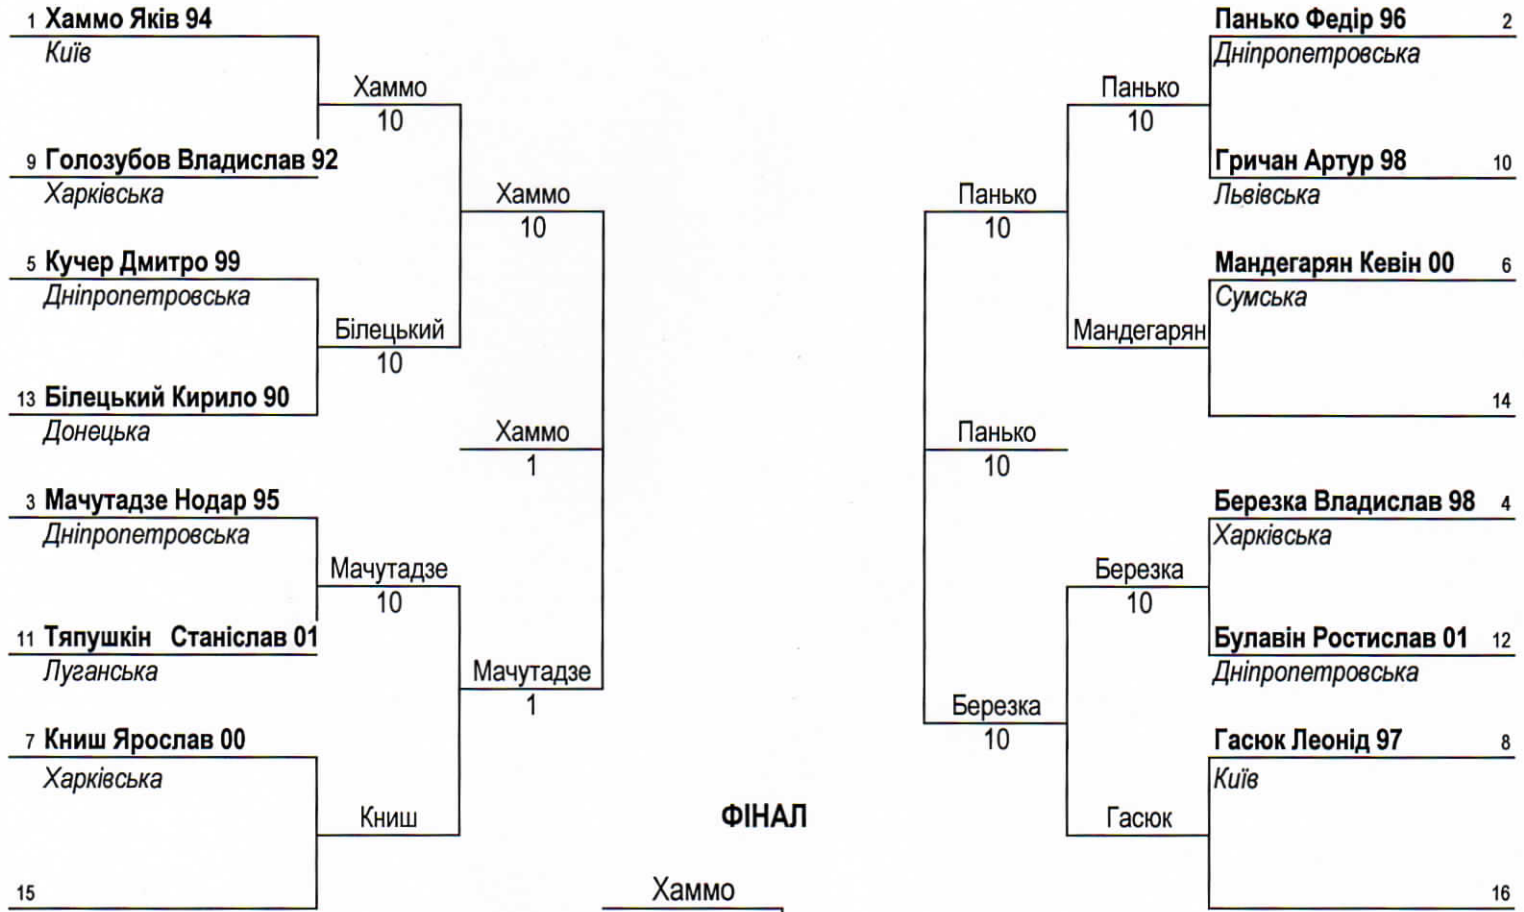 1 Хаммо Яків 94
Київ
Хаммо
10
9 Голозубов Владислав 92
Харківська
Хаммо
10
5 Кучер Дмитро 99
Дніпропетровська
Білецький
10
13 Білецький Кирило 90
Донецька
Хаммо
1
3 Мачутадзе Нодар 95
Дніпропетровська
Мачутадзе
10
11 Тяпушкін Станіслав 01
Луганська
Мачутадзе
1
7 Книш Ярослав 00
Харківська
Книш
15
Панько Федір 96 2
Дніпропетровська
Панько
10
Гричан Артур 98 10
Львівська
Панько
10
Мандегарян Кевін 00 6
Сумська
Мандегарян
14
Панько
10
Березка Владислав 98 4
Харківська
Березка
10
Булавін Ростислав 01 12
Дніпропетровська
Березка
10
Гасюк Леонід 97 8
Київ
Гасюк
16
ФІНАЛ
Хаммо